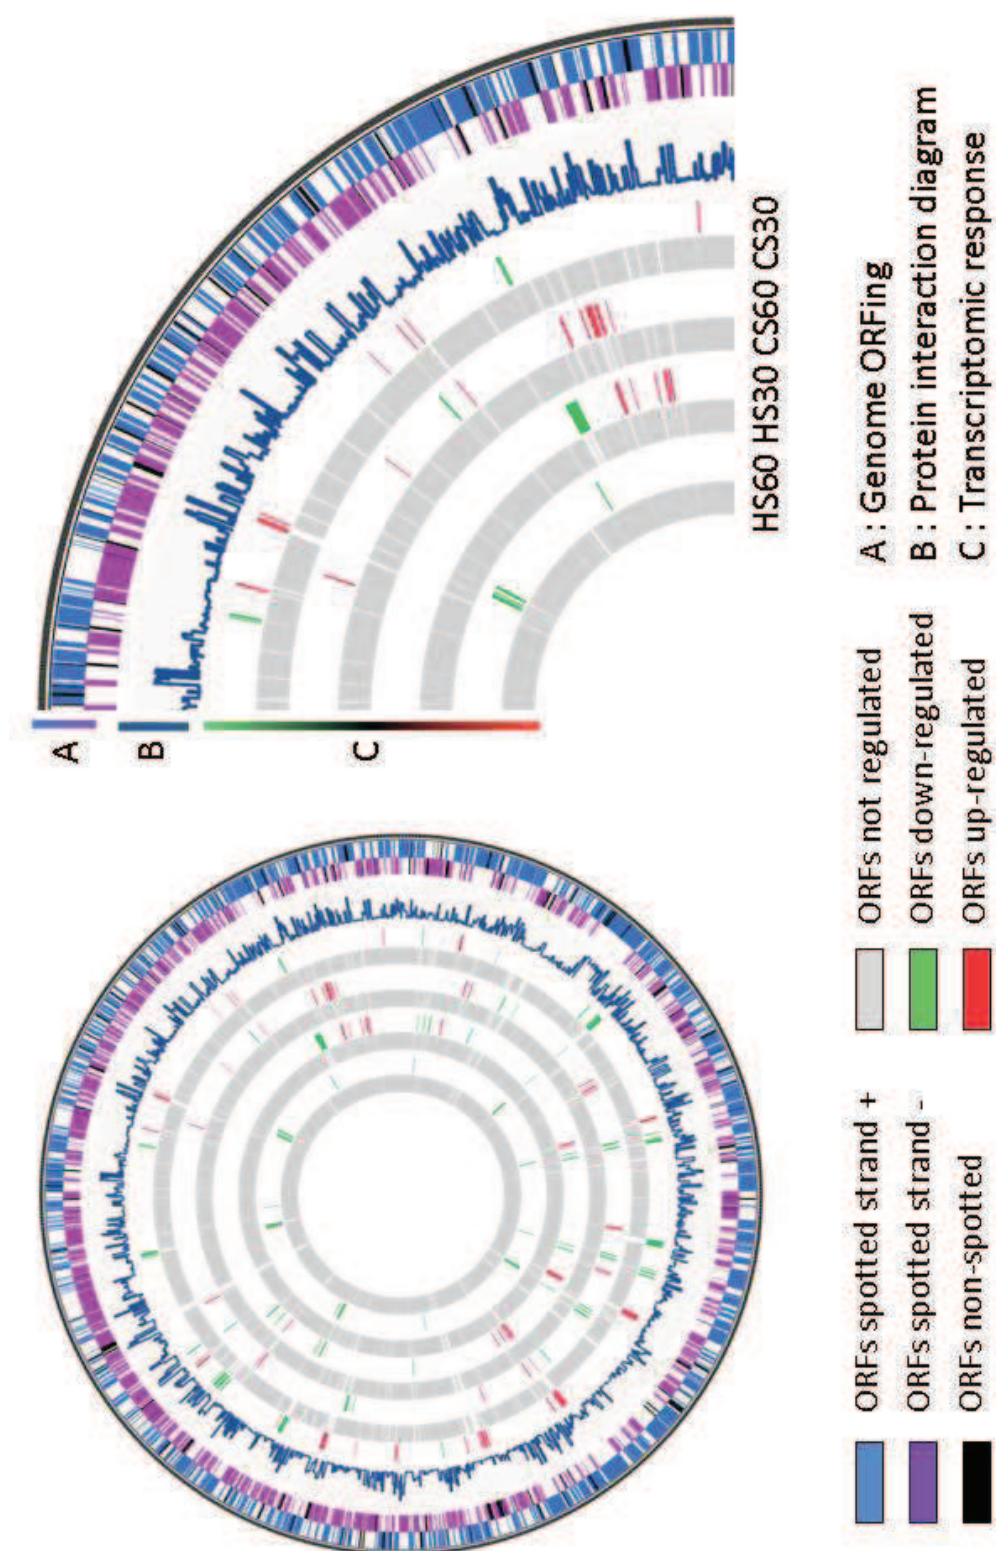 A
B
C
HS60 HS30 CS60 CS30
ORFs spotted strand +
ORFs spotted strand -
ORFs non-spotted
ORFs not regulated
ORFs down-regulated
ORFs up-regulated
A : Genome ORFing
B : Protein interaction diagram
C : Transcriptomic response